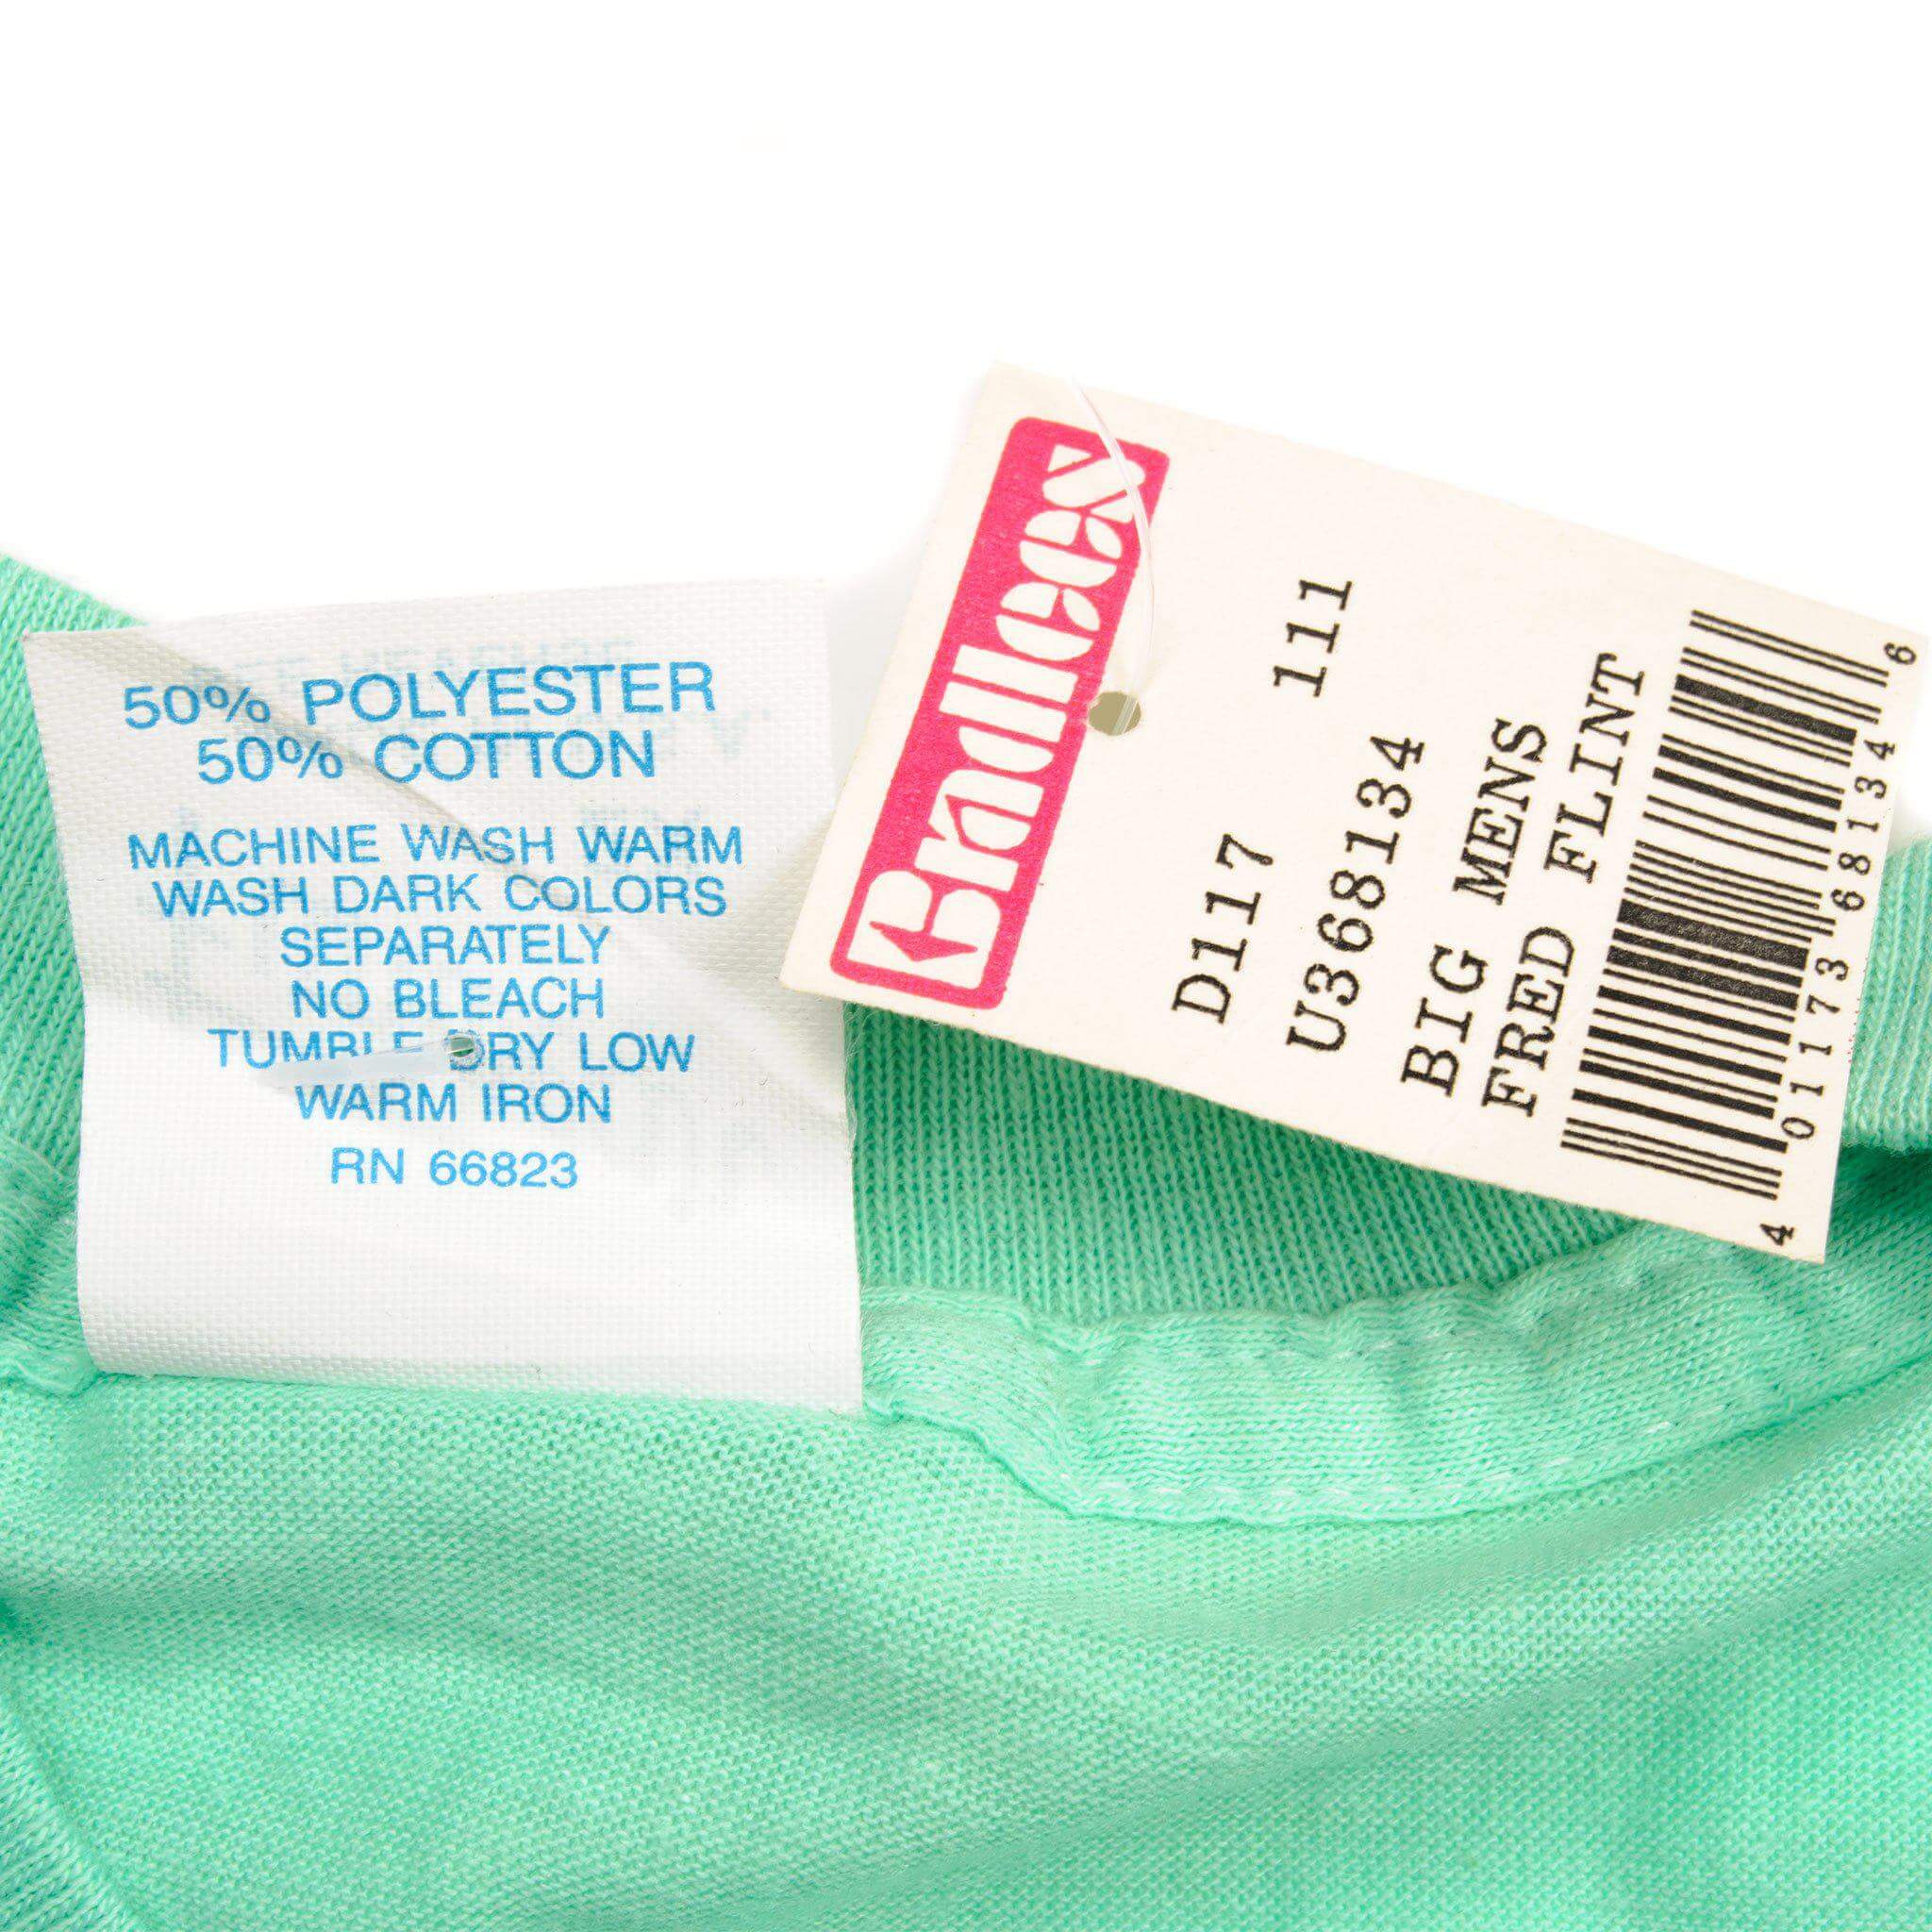 50% POLYESTER
50% COTTON
MACHINE WASH WARM
WASH DARK COLORS
SEPARATELY
NO BLEACH
TUMBLE DRY LOW
WARM IRON
RN 66823
Bradlees
D117 111
U368134
BIG MENS
FRED FLINT
4 01173 68134 6